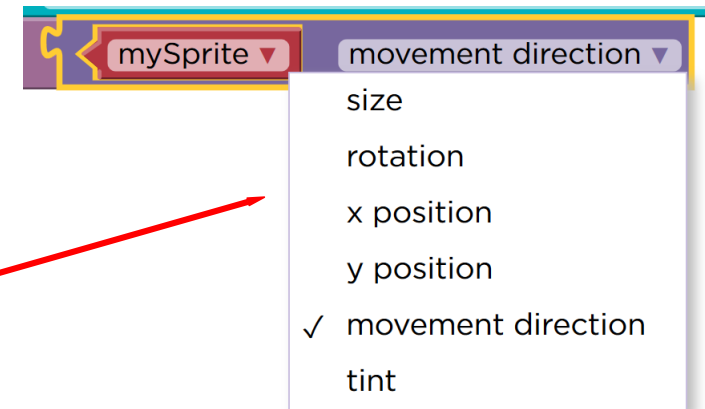 mySprite ▼ movement direction ▼
size
rotation
x position
y position
✓ movement direction
tint